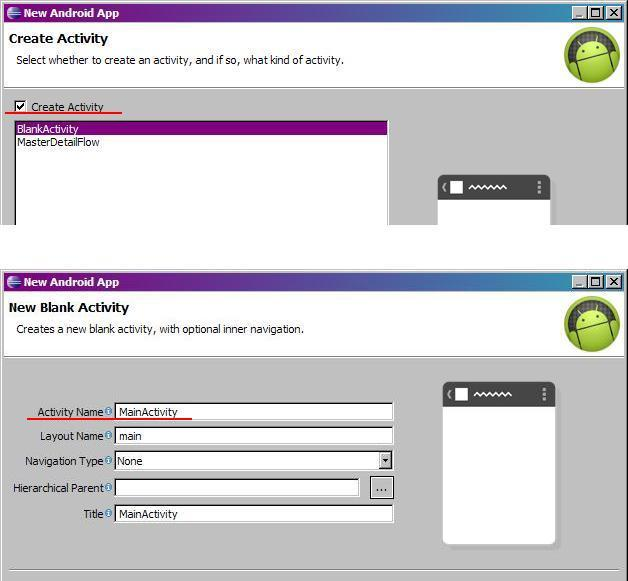 New Android App
Create Activity
Select whether to create an activity, and if so, what kind of activity.
Create Activity
BlankActivity
MasterDetailFlow
New Android App
New Blank Activity
Creates a new blank activity, with optional inner navigation.
Activity Name MainActivity
Layout Name main
Navigation Type None
Hierarchical Parent ...
Title MainActivity